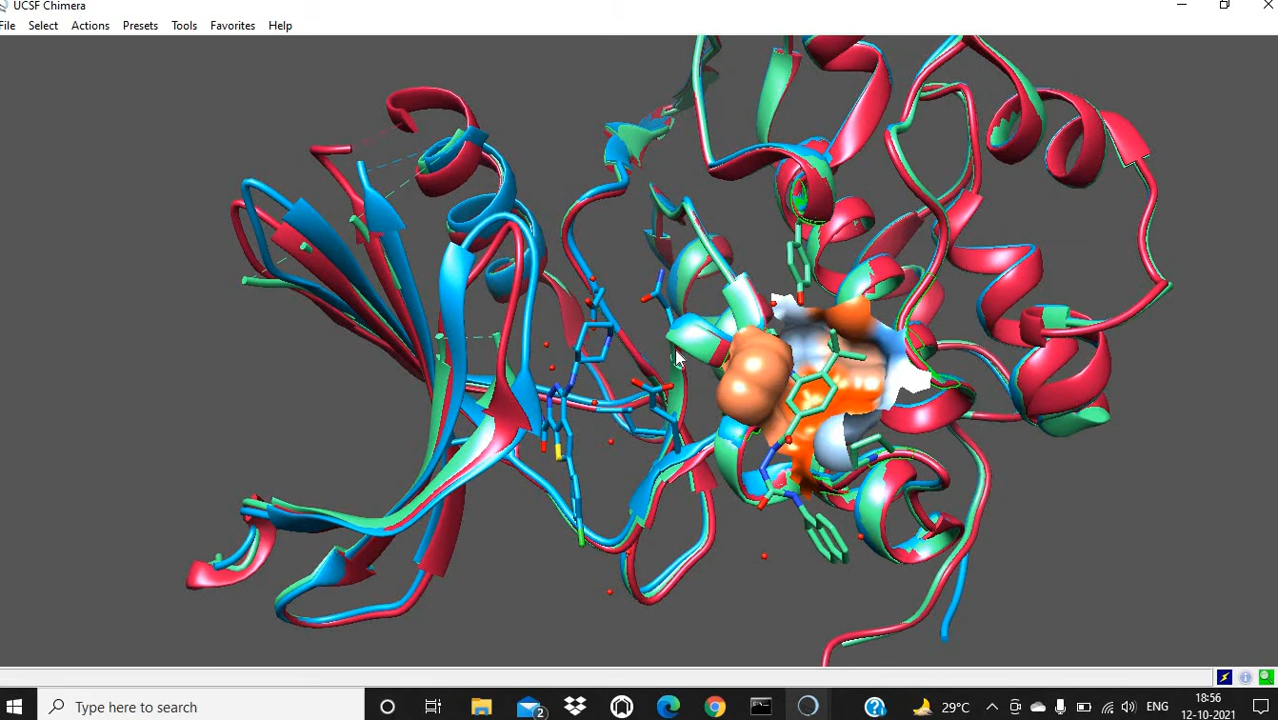 UCSF Chimera
File Select Actions Presets Tools Favorites Help
Type here to search
2
29°C
ENG
18:56
12-10-2021